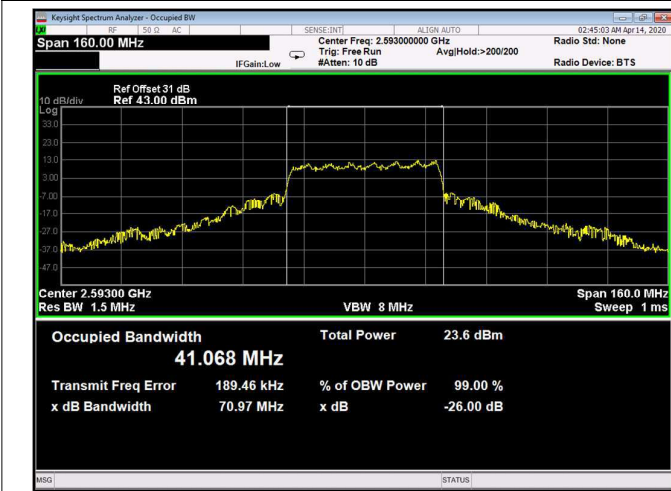 Keysight Spectrum Analyzer - Occupied BW
LXI RF 50 Ω AC SENSE:INT ALIGN AUTO 02:45:03 AM Apr 14, 2020
Span 160.00 MHz Center Freq: 2.593000000 GHz Radio Std: None
Trig: Free Run Avg|Hold:>200/200
IFGain:Low #Atten: 10 dB Radio Device: BTS
Ref Offset 31 dB
10 dB/div Ref 43.00 dBm
Log
33.0
23.0
13.0
3.00
-7.00
-17.0
-27.0
-37.0
-47.0
Center 2.59300 GHz Span 160.0 MHz
Res BW 1.5 MHz VBW 8 MHz Sweep 1 ms
Occupied Bandwidth Total Power 23.6 dBm
41.068 MHz
Transmit Freq Error 189.46 kHz % of OBW Power 99.00 %
x dB Bandwidth 70.97 MHz x dB -26.00 dB
MSG STATUS